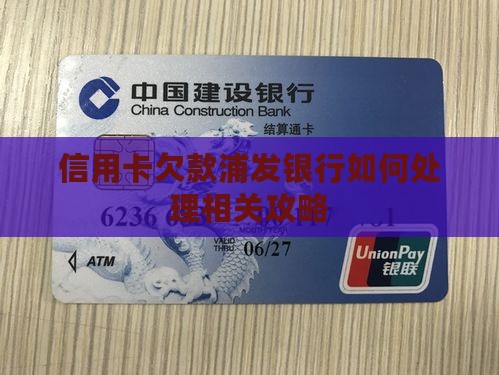 中国建设银行
China Construction Bank
结算通卡
信用卡欠款浦发银行如何处
理相关攻略
6236
MONTH/YEAR
VALID
THRU
06/27
ATM
UnionPay
银联